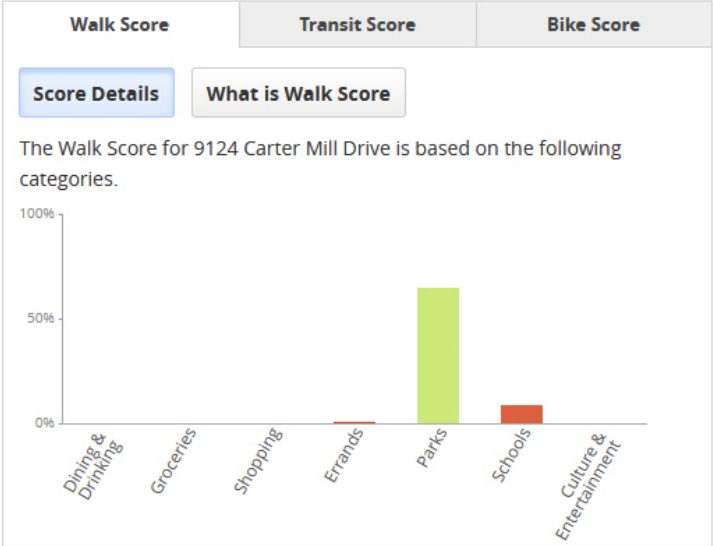 Walk Score Transit Score Bike Score
Score Details What is Walk Score
The Walk Score for 9124 Carter Mill Drive is based on the following
categories.
100%
50%
0%
Dining &
Drinking
Groceries
Shopping
Errands
Parks
Schools
Culture &
Entertainment